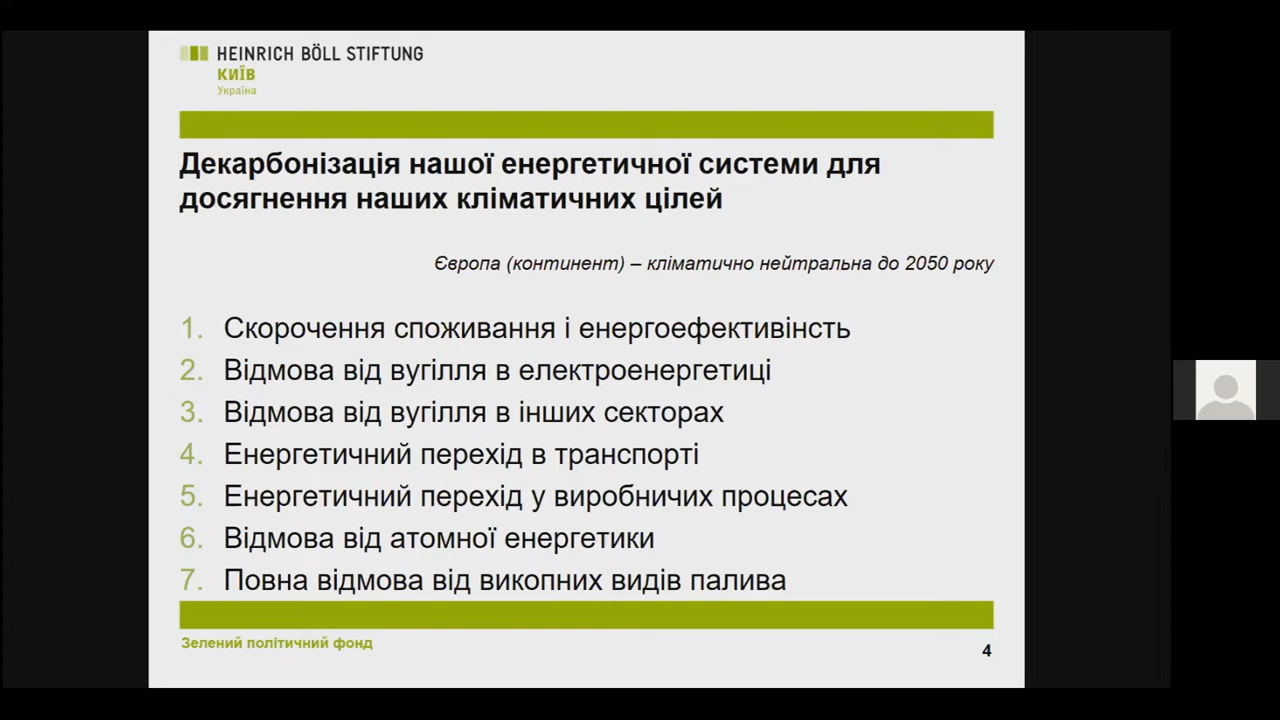 HEINRICH BÖLL STIFTUNG
КИЇВ
Україна
Декарбонізація нашої енергетичної системи для
досягнення наших кліматичних цілей
Європа (континент) – кліматично нейтральна до 2050 року
1. Скорочення споживання і енергоефективінсть
2. Відмова від вугілля в електроенергетиці
3. Відмова від вугілля в інших секторах
4. Енергетичний перехід в транспорті
5. Енергетичний перехід у виробничих процесах
6. Відмова від атомної енергетики
7. Повна відмова від викопних видів палива
Зелений політичний фонд
4